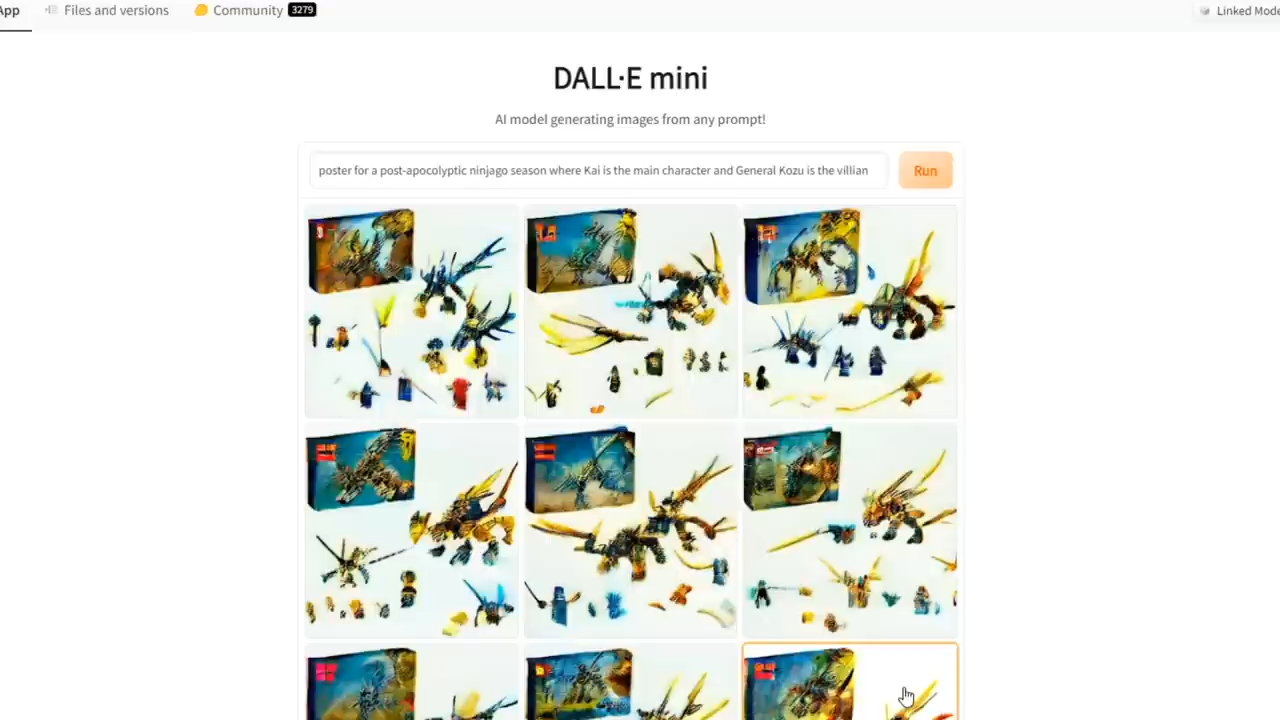 App
Files and versions
Community 3279
Linked Mode
DALL·E mini
AI model generating images from any prompt!
poster for a post-apocolyptic ninjago season where Kai is the main character and General Kozu is the villian
Run